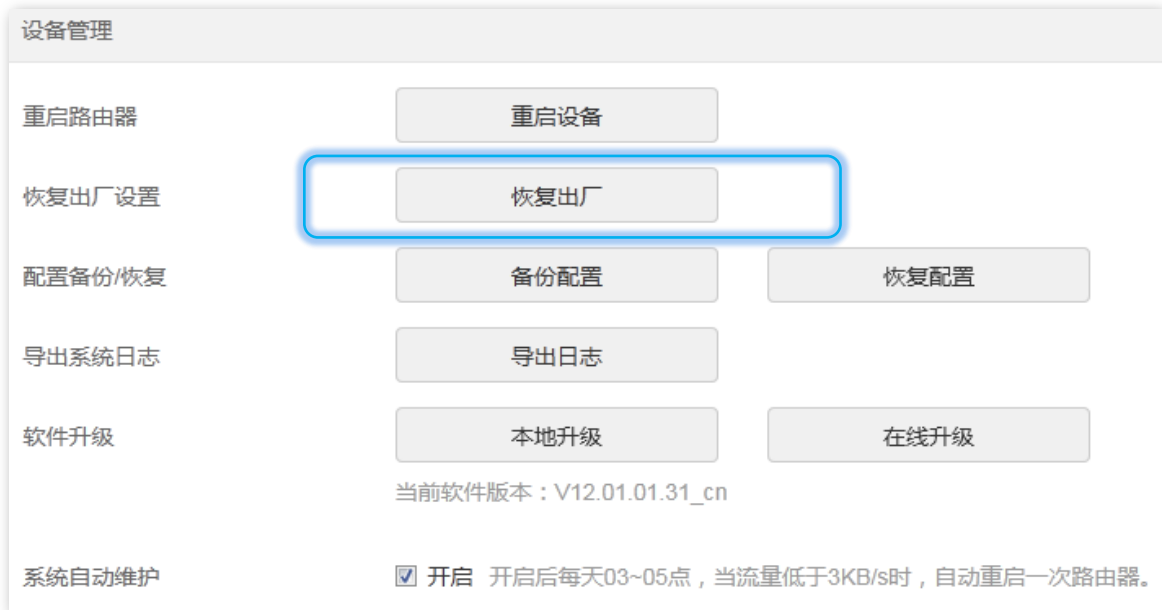 设备管理
重启路由器 重启设备
恢复出厂设置 恢复出厂
配置备份/恢复 备份配置 恢复配置
导出系统日志 导出日志
软件升级 本地升级 在线升级
当前软件版本：V12.01.01.31_cn
系统自动维护 开启 开启后每天03~05点，当流量低于3KB/s时，自动重启一次路由器。